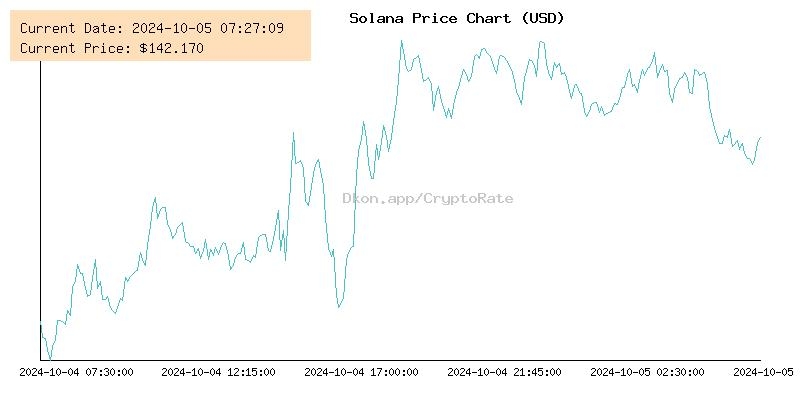 Solana Price Chart (USD)
Current Date: 2024-10-05 07:27:09
Current Price: $142.170
Dkon.app/CryptoRate
2024-10-04 07:30:00 2024-10-04 12:15:00 2024-10-04 17:00:00 2024-10-04 21:45:00 2024-10-05 02:30:00 2024-10-05